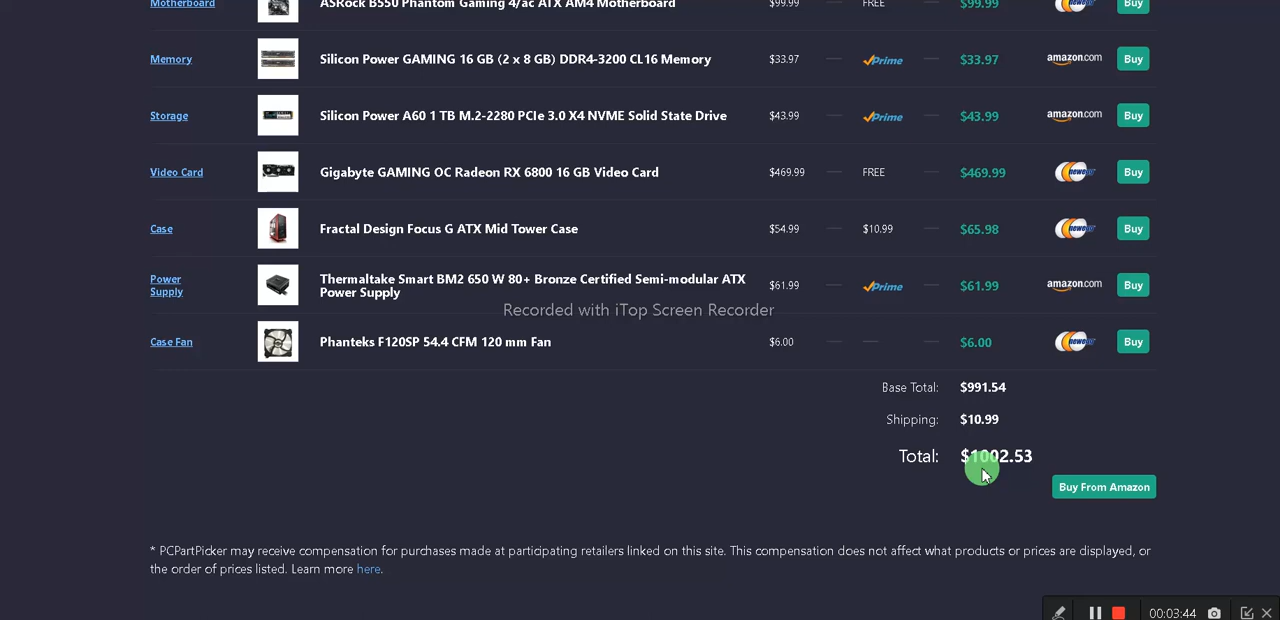 Motherboard ASRock B550 Phantom Gaming 4/ac ATX AM4 Motherboard $99.99 FREE $99.99 newegg Buy
Memory Silicon Power GAMING 16 GB (2 x 8 GB) DDR4-3200 CL16 Memory $33.97 — Prime — $33.97 amazon.com Buy
Storage Silicon Power A60 1 TB M.2-2280 PCIe 3.0 X4 NVME Solid State Drive $43.99 — Prime — $43.99 amazon.com Buy
Video Card Gigabyte GAMING OC Radeon RX 6800 16 GB Video Card $469.99 — FREE — $469.99 newegg Buy
Case Fractal Design Focus G ATX Mid Tower Case $54.99 — $10.99 — $65.98 newegg Buy
Power Supply Thermaltake Smart BM2 650 W 80+ Bronze Certified Semi-modular ATX Power Supply $61.99 — Prime — $61.99 amazon.com Buy
Recorded with iTop Screen Recorder
Case Fan Phanteks F120SP 54.4 CFM 120 mm Fan $6.00 — — — $6.00 newegg Buy
Base Total: $991.54
Shipping: $10.99
Total: $1002.53
Buy From Amazon
* PCPartPicker may receive compensation for purchases made at participating retailers linked on this site. This compensation does not affect what products or prices are displayed, or
the order of prices listed. Learn more here.
00:03:44